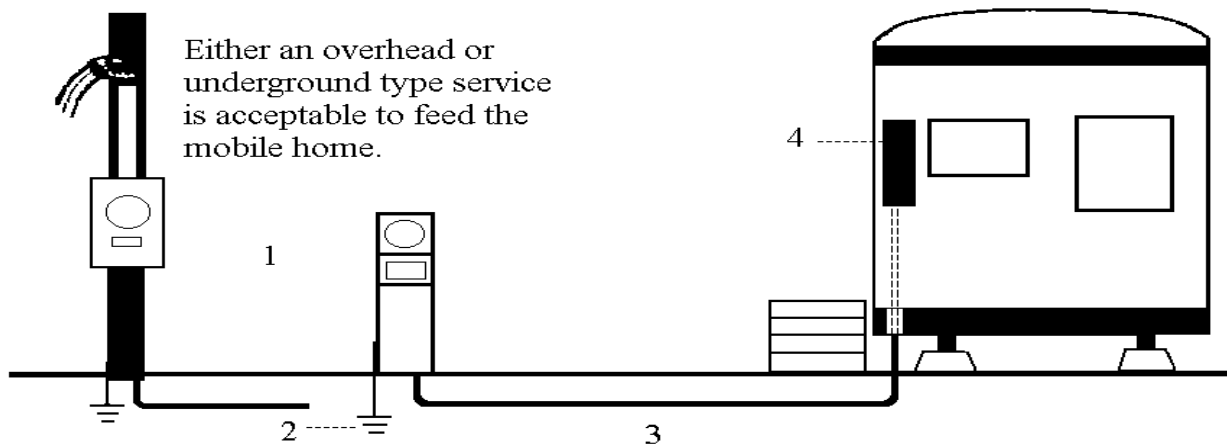 Either an overhead or
underground type service
is acceptable to feed the
mobile home.
4
1
2
3